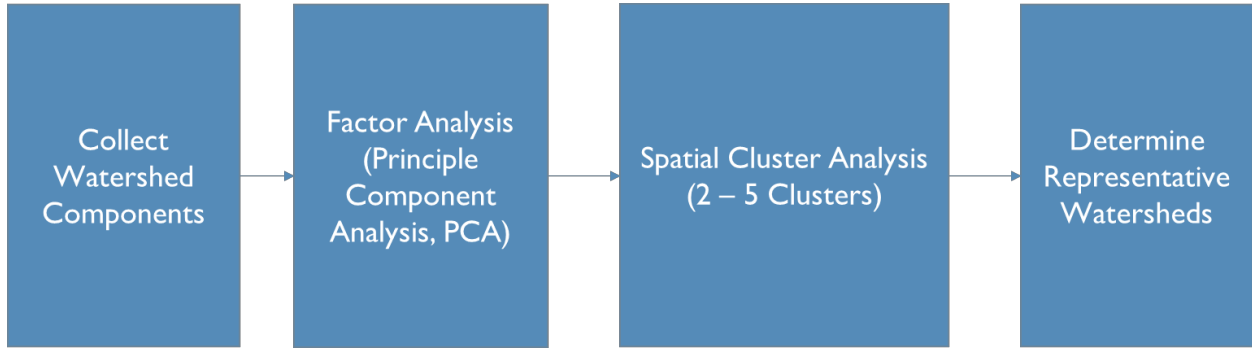 Collect
Watershed
Components
Factor Analysis
(Principle
Component
Analysis, PCA)
Spatial Cluster Analysis
(2 – 5 Clusters)
Determine
Representative
Watersheds